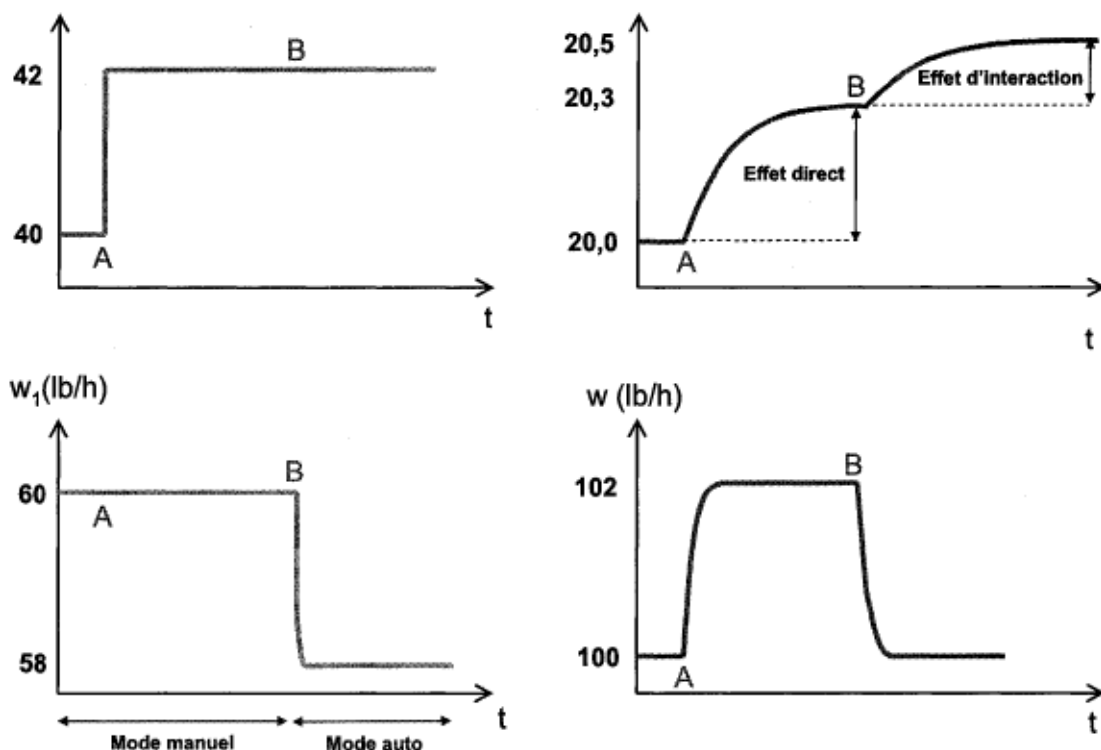 42
B
40
A
t
20,5
20,3
B
Effet d'interaction
Effet direct
20,0
A
t
w₁(lb/h)
60
B
A
58
t
Mode manuel
Mode auto
w (lb/h)
102
B
100
A
t